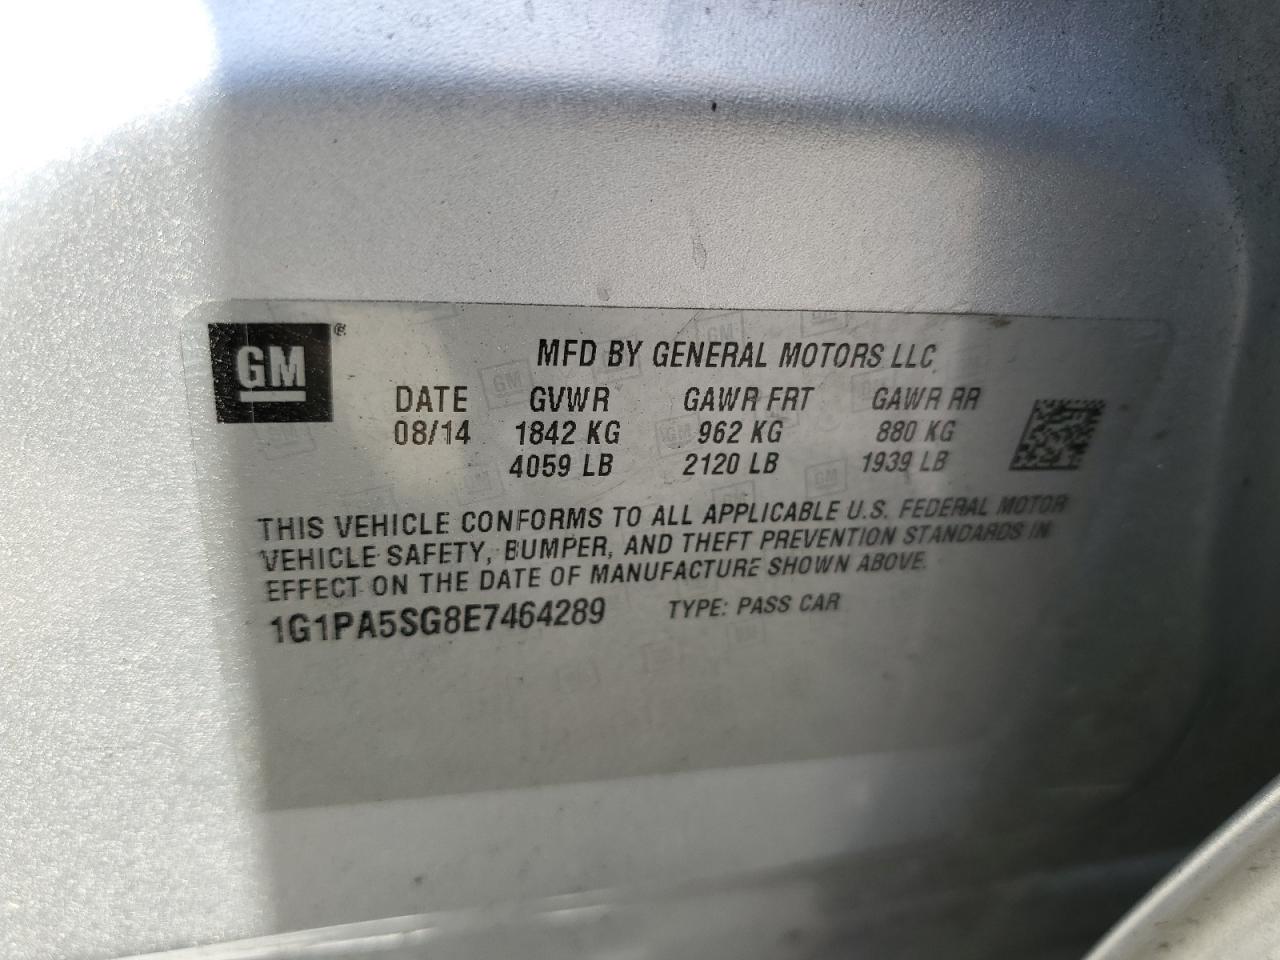 GM ®
MFD BY GENERAL MOTORS LLC
DATE GVWR GAWR FRT GAWR RR
08/14 1842 KG 962 KG 880 KG
4059 LB 2120 LB 1939 LB
THIS VEHICLE CONFORMS TO ALL APPLICABLE U.S. FEDERAL MOTOR
VEHICLE SAFETY, BUMPER, AND THEFT PREVENTION STANDARDS IN
EFFECT ON THE DATE OF MANUFACTURE SHOWN ABOVE.
1G1PA5SG8E7464289 TYPE: PASS CAR